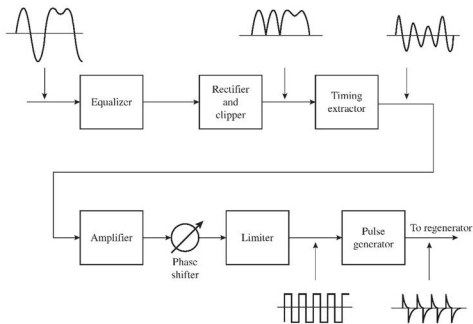 Equalizer
Rectifier
and
clipper
Timing
extractor
Amplifier
Phase
shifter
Limiter
Pulse
generator
To regenerator